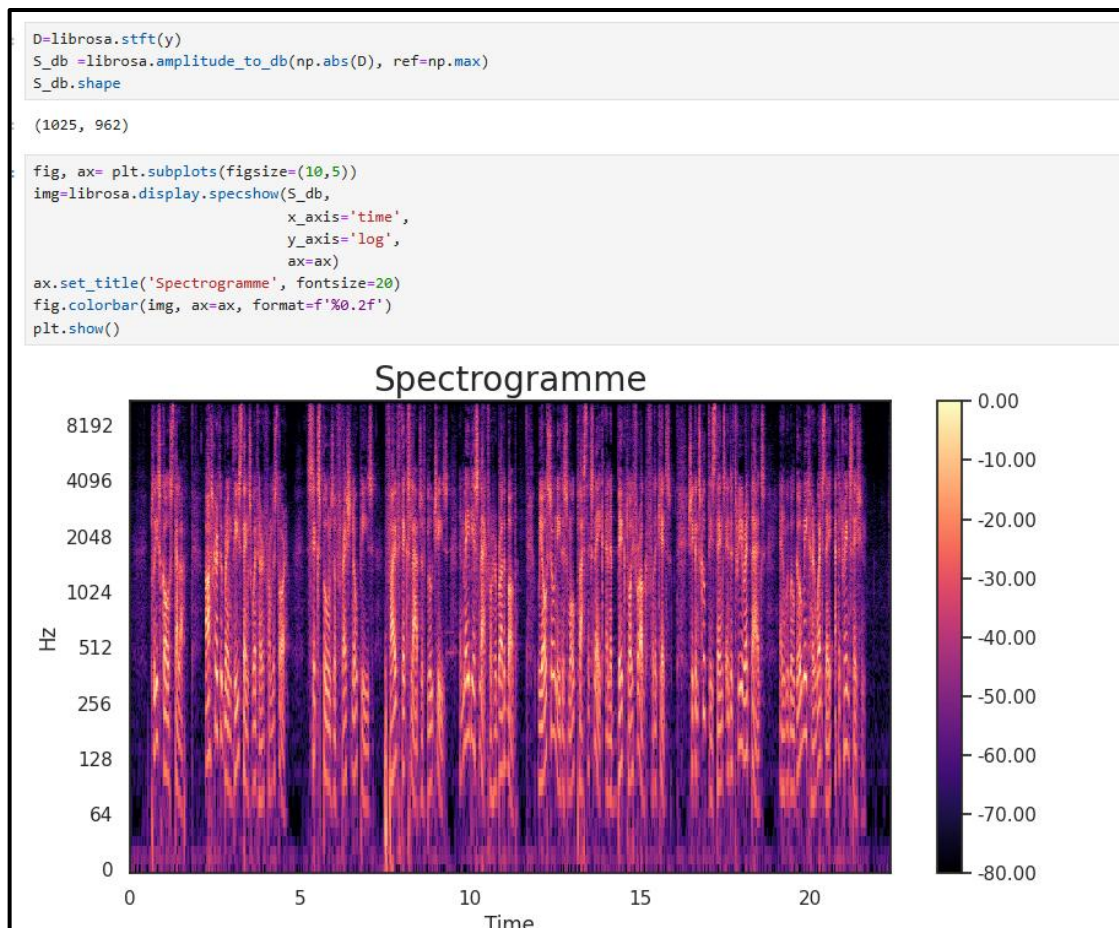 D=librosa.stft(y)
S_db =librosa.amplitude_to_db(np.abs(D), ref=np.max)
S_db.shape
(1025, 962)
fig, ax= plt.subplots(figsize=(10,5))
img=librosa.display.specshow(S_db,
x_axis='time',
y_axis='log',
ax=ax)
ax.set_title('Spectrogramme', fontsize=20)
fig.colorbar(img, ax=ax, format=f'%0.2f')
plt.show()
Spectrogramme
8192
4096
2048
1024
512
256
128
64
0
Hz
0 5 10 15 20
Time
0.00
-10.00
-20.00
-30.00
-40.00
-50.00
-60.00
-70.00
-80.00